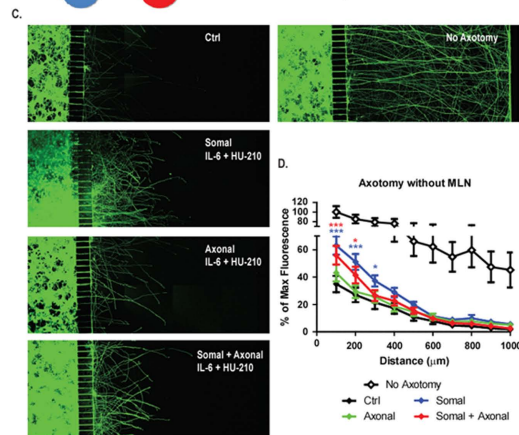 C.
Ctrl
No Axotomy
Somal
IL-6 + HU-210
Axonal
IL-6 + HU-210
Somal + Axonal
IL-6 + HU-210
D.
Axotomy without MLN
% of Max Fluorescence
120
100
80
60
40
20
0
***
***
*
***
*
0 200 400 600 800 1000
Distance (μm)
No Axotomy
Ctrl Somal
Axonal Somal + Axonal